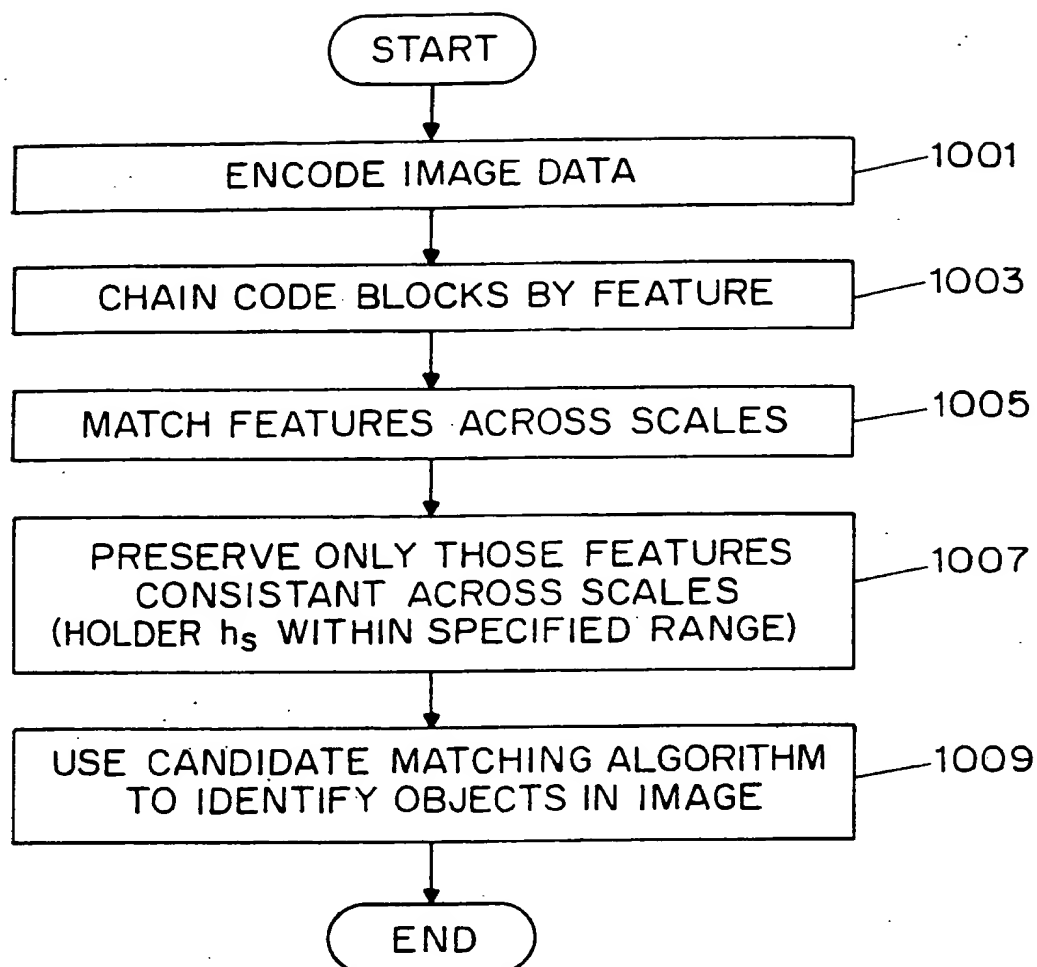 START
ENCODE IMAGE DATA
1001
CHAIN CODE BLOCKS BY FEATURE
1003
MATCH FEATURES ACROSS SCALES
1005
PRESERVE ONLY THOSE FEATURES
CONSISTANT ACROSS SCALES
(HOLDER hs WITHIN SPECIFIED RANGE)
1007
USE CANDIDATE MATCHING ALGORITHM
TO IDENTIFY OBJECTS IN IMAGE
1009
END